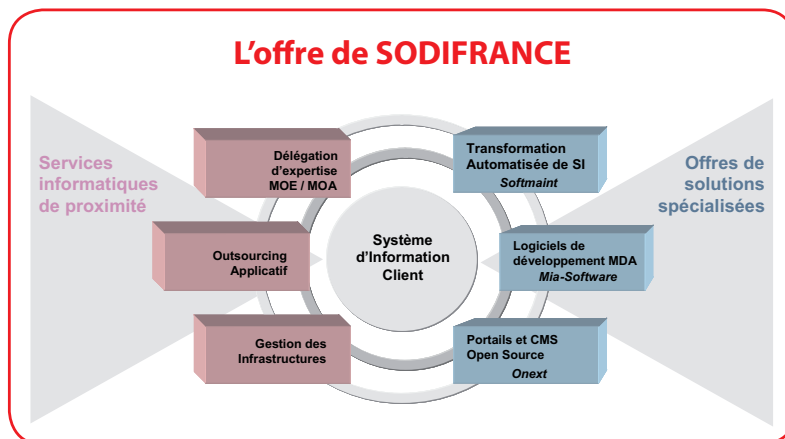 L'offre de SODIFRANCE
Services
informatiques
de proximité
Délégation
d'expertise
MOE / MOA
Outsourcing
Applicatif
Gestion des
Infrastructures
Système
d'Information
Client
Transformation
Automatisée de SI
Softmaint
Logiciels de
développement MDA
Mia-Software
Portails et CMS
Open Source
Onext
Offres de
solutions
spécialisées